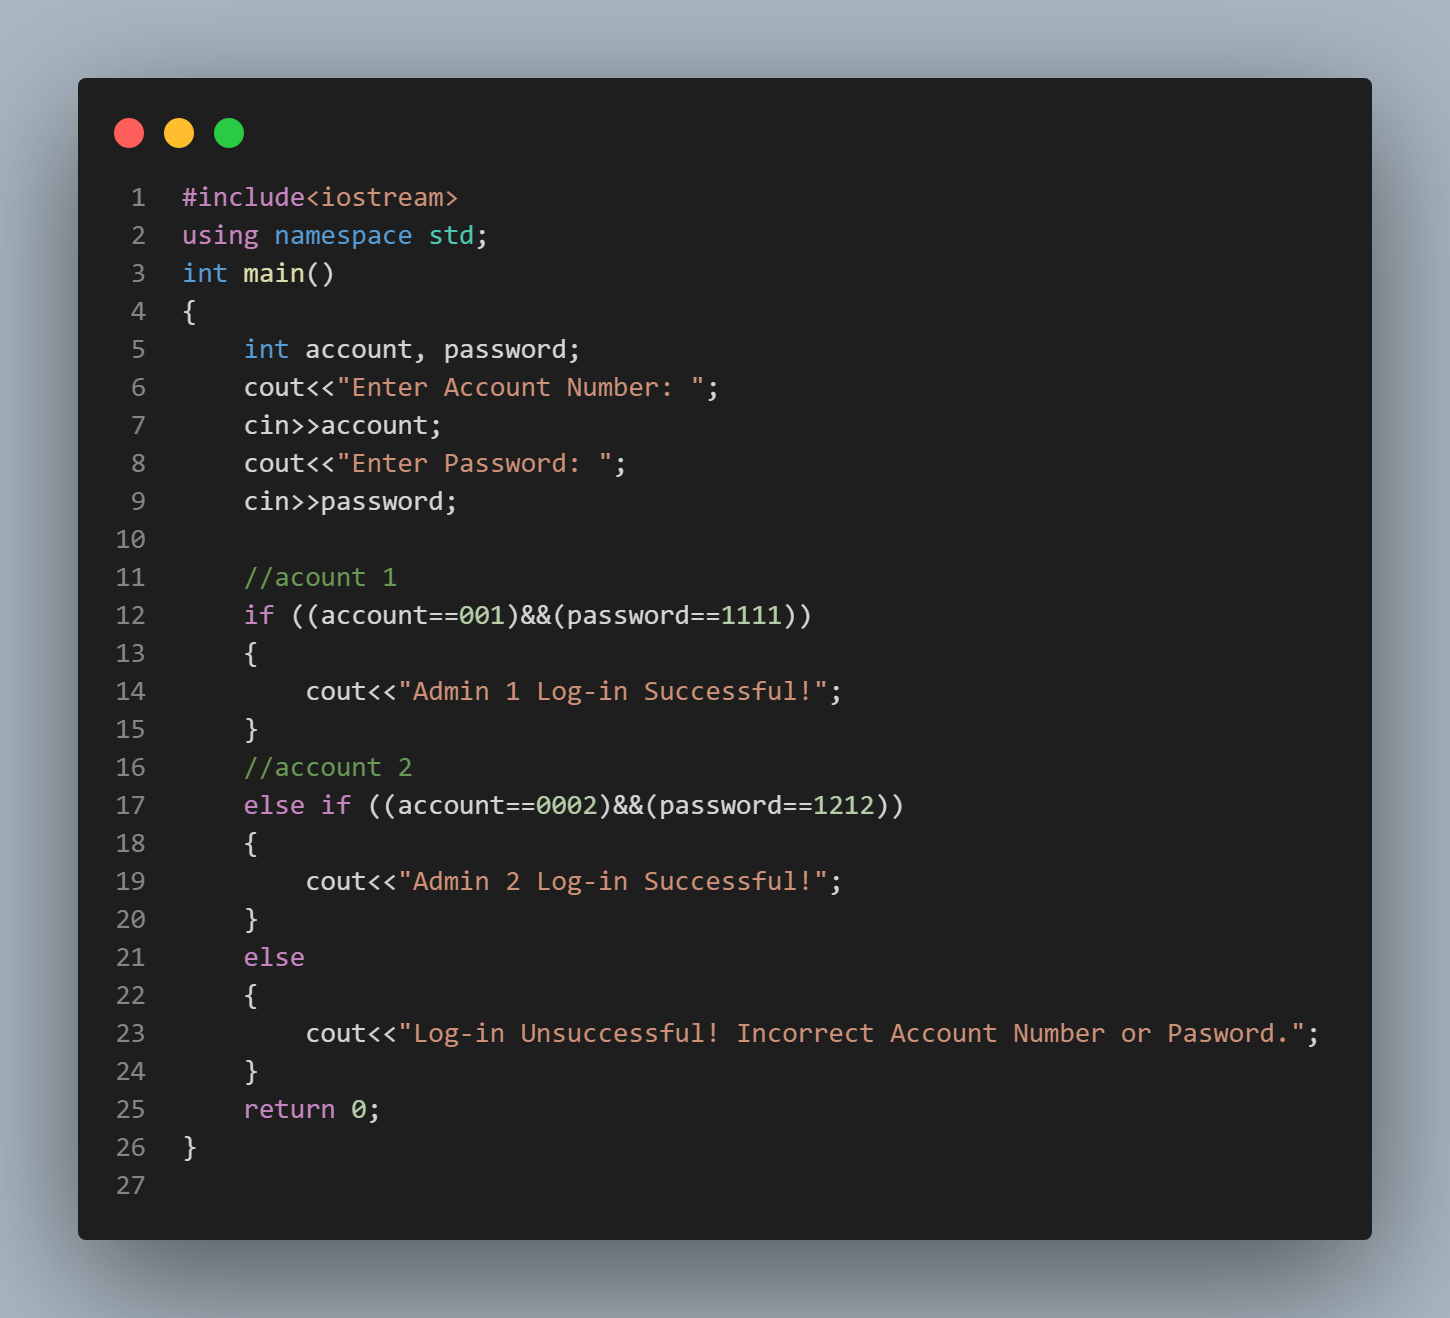 1 #include<iostream>
2 using namespace std;
3 int main()
4 {
5     int account, password;
6     cout<<"Enter Account Number: ";
7     cin>>account;
8     cout<<"Enter Password: ";
9     cin>>password;
10
11     //acount 1
12     if ((account==001)&&(password==1111))
13     {
14         cout<<"Admin 1 Log-in Successful!";
15     }
16     //account 2
17     else if ((account==0002)&&(password==1212))
18     {
19         cout<<"Admin 2 Log-in Successful!";
20     }
21     else
22     {
23         cout<<"Log-in Unsuccessful! Incorrect Account Number or Pasword.";
24     }
25     return 0;
26 }
27